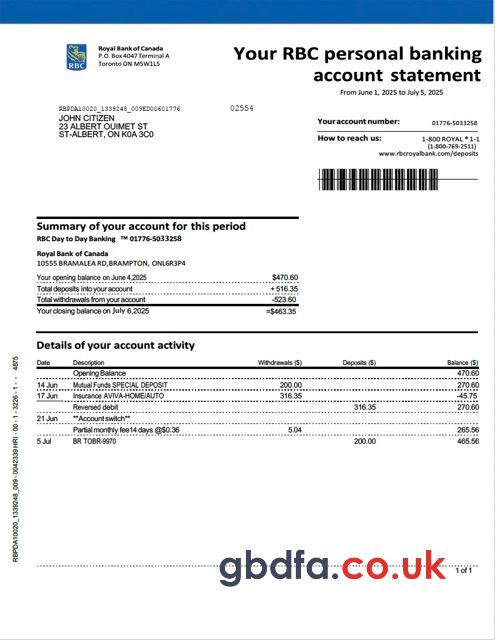 RBC
Royal Bank of Canada
P.O. Box 4047 Terminal A
Toronto ON M5W1L5
Your RBC personal banking
account statement
From June 1, 2025 to July 5, 2025
RBPDA10020_1339248_009ED00601776 02554
JOHN CITIZEN
23 ALBERT OUIMET ST
ST-ALBERT, ON K0A 3C0
Your account number: 01776-5033258
How to reach us: 1-800 ROYAL ® 1-1
(1-800-769-2511)
www.rbcroyalbank.com/deposits
Summary of your account for this period
RBC Day to Day Banking ™ 01776-5033258
Royal Bank of Canada
10555 BRAMALEA RD,BRAMPTON, ONL6R3P4
Your opening balance on June 4,2025 $470.60
Total deposits into your account + 516.35
Total withdrawals from your account -523.60
Your closing balance on July 6,2025 =$463.35
Details of your account activity
Date Description Withdrawals ($) Deposits ($) Balance ($)
Opening Balance 470.60
14 Jun Mutual Funds SPECIAL DEPOSIT 200.00 270.60
17 Jun Insurance AVIVA-HOME/AUTO 316.35 -45.75
Reversed debit 316.35 270.60
21 Jun **Account switch**
Partial monthly fee14 days @$0.36 5.04 265.56
5 Jul BR TOBR-9970 200.00 465.56
RBPDA10020_1339248_009 - 0042339 HRI - 00 - 1 - 3226 - 1 - - 4875
gbdfa.co.uk
1 of 1